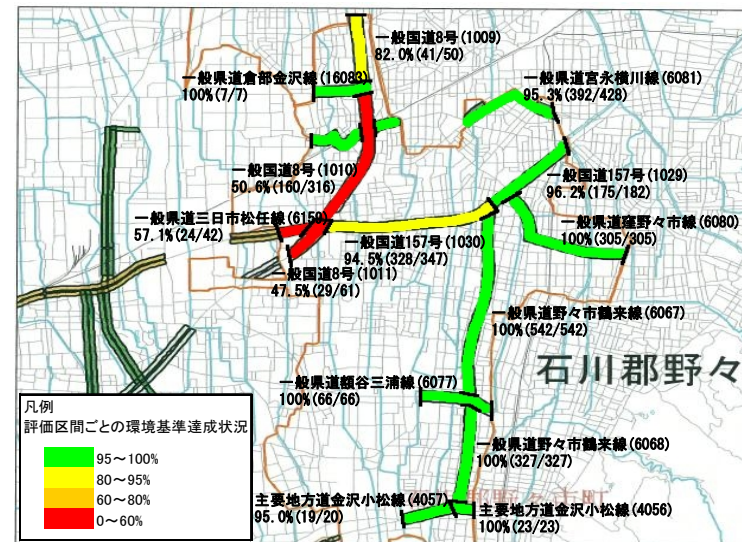 一般国道8号(1009)
82.0%(41/50)
一般県道倉部金沢線(16083)
100%(7/7)
一般県道宮永横川線(6081)
95.3%(392/428)
一般国道8号(1010)
50.6%(160/316)
一般国道157号(1029)
96.2%(175/182)
一般県道三日市松任線(6159)
57.1%(24/42)
一般県道窪野々市線(6080)
100%(305/305)
一般国道157号(1030)
94.5%(328/347)
一般国道8号(1011)
47.5%(29/61)
一般県道野々市鶴来線(6067)
100%(542/542)
石川郡野々
一般県道額谷三浦線(6077)
100%(66/66)
凡例
評価区間ごとの環境基準達成状況
95～100%
80～95%
60～80%
0～60%
一般県道野々市鶴来線(6068)
100%(327/327)
郡野々市町
主要地方道金沢小松線(4057)
95.0%(19/20)
主要地方道金沢小松線(4056)
100%(23/23)